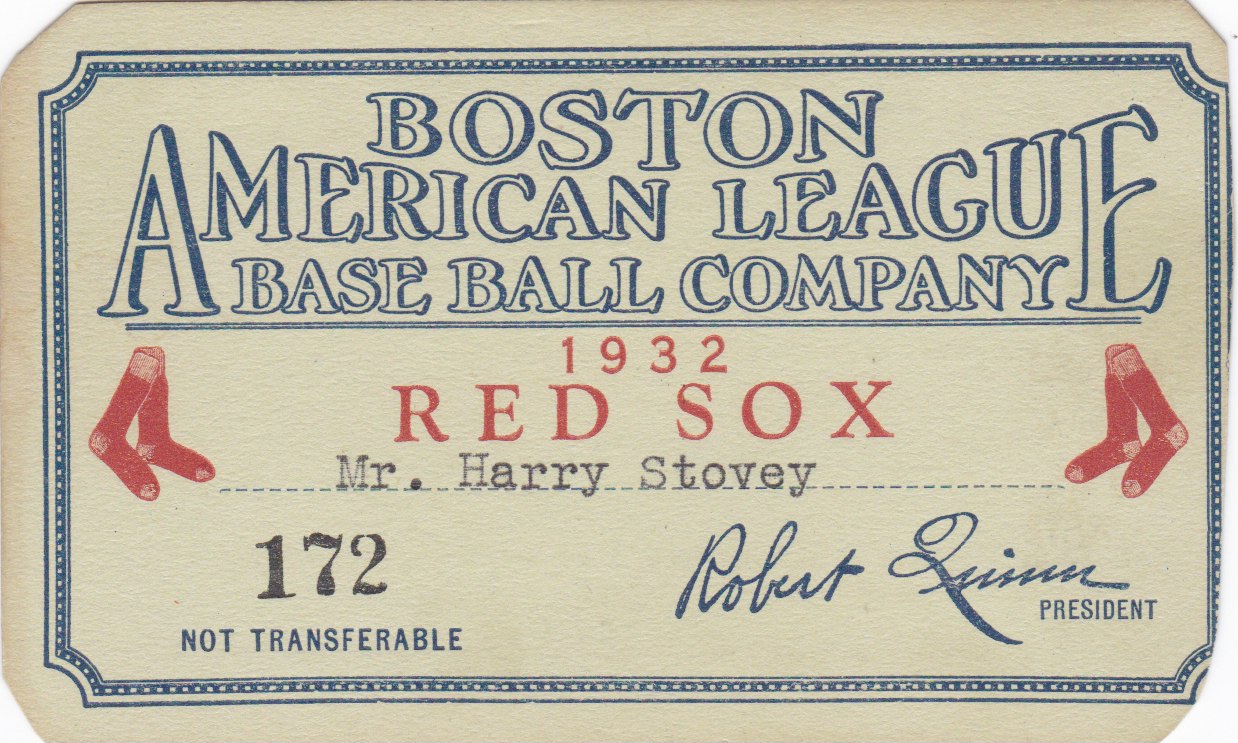 BOSTON
AMERICAN LEAGUE
BASE BALL COMPANY
1932
RED SOX
Mr. Harry Stovey
172
Robert Quinn
PRESIDENT
NOT TRANSFERABLE